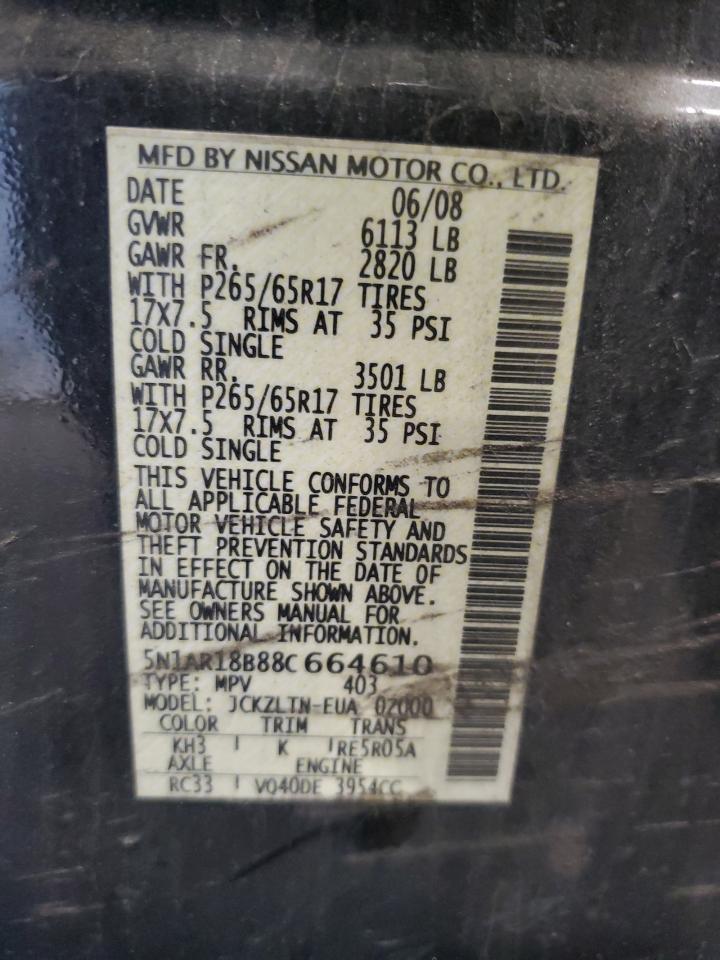 MFD BY NISSAN MOTOR CO., LTD.
DATE 06/08
GVWR 6113 LB
GAWR FR. 2820 LB
WITH P265/65R17 TIRES
17X7.5 RIMS AT 35 PSI
COLD SINGLE
GAWR RR. 3501 LB
WITH P265/65R17 TIRES
17X7.5 RIMS AT 35 PSI
COLD SINGLE
THIS VEHICLE CONFORMS TO
ALL APPLICABLE FEDERAL
MOTOR VEHICLE SAFETY AND
THEFT PREVENTION STANDARDS
IN EFFECT ON THE DATE OF
MANUFACTURE SHOWN ABOVE.
SEE OWNERS MANUAL FOR
ADDITIONAL INFORMATION.
5N1AR18B88C 664610
TYPE: MPV 403
MODEL: JCKZLTN-EUA 02000
COLOR TRIM TRANS
KH3 K RE5R05A
AXLE ENGINE
RC33 VQ40DE 3954CC